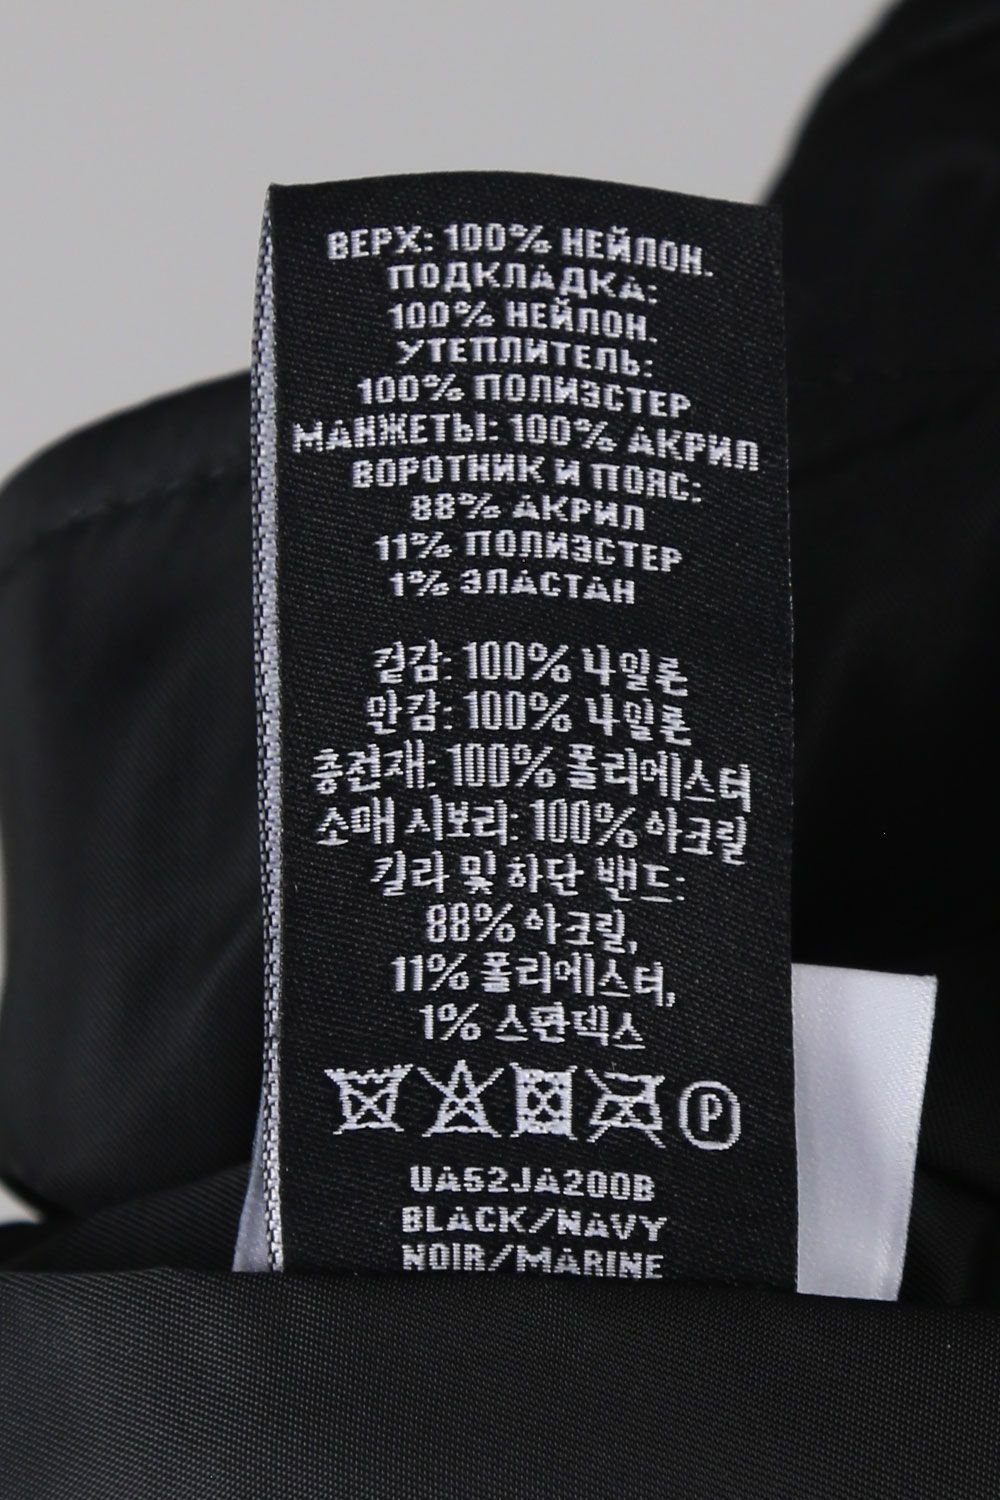 ВЕРХ: 100% НЕЙЛОН.
ПОДКЛАДКА:
100% НЕЙЛОН.
УТЕПЛИТЕЛЬ:
100% ПОЛИЭСТЕР
МАНЖЕТЫ: 100% АКРИЛ
ВОРОТНИК И ПОЯС:
88% АКРИЛ
11% ПОЛИЭСТЕР
1% ЭЛАСТАН
겉감: 100% 나일론
안감: 100% 나일론
충전재: 100% 폴리에스터
소매 시보리: 100% 아크릴
칼라 및 하단 밴드:
88% 아크릴,
11% 폴리에스터,
1% 스판덱스
P
UA52JA200B
BLACK/NAVY
NOIR/MARINE